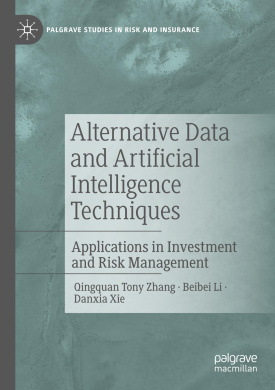 PALGRAVE STUDIES IN RISK AND INSURANCE
Alternative Data
and Artificial
Intelligence
Techniques
Applications in Investment
and Risk Management
Qingquan Tony Zhang · Beibei Li ·
Danxia Xie
palgrave
macmillan